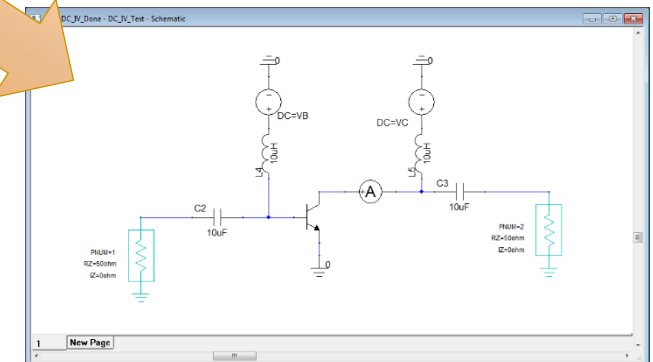 DC_IV_Done - DC_IV_Test - Schematic
0
0
DC=VB
DC=VC
L4
10uH
L5
10uH
A
C2
10uF
C3
10uF
PNUM=1
RZ=50ohm
IZ=0ohm
PNUM=2
RZ=50ohm
IZ=0ohm
0
1
New Page